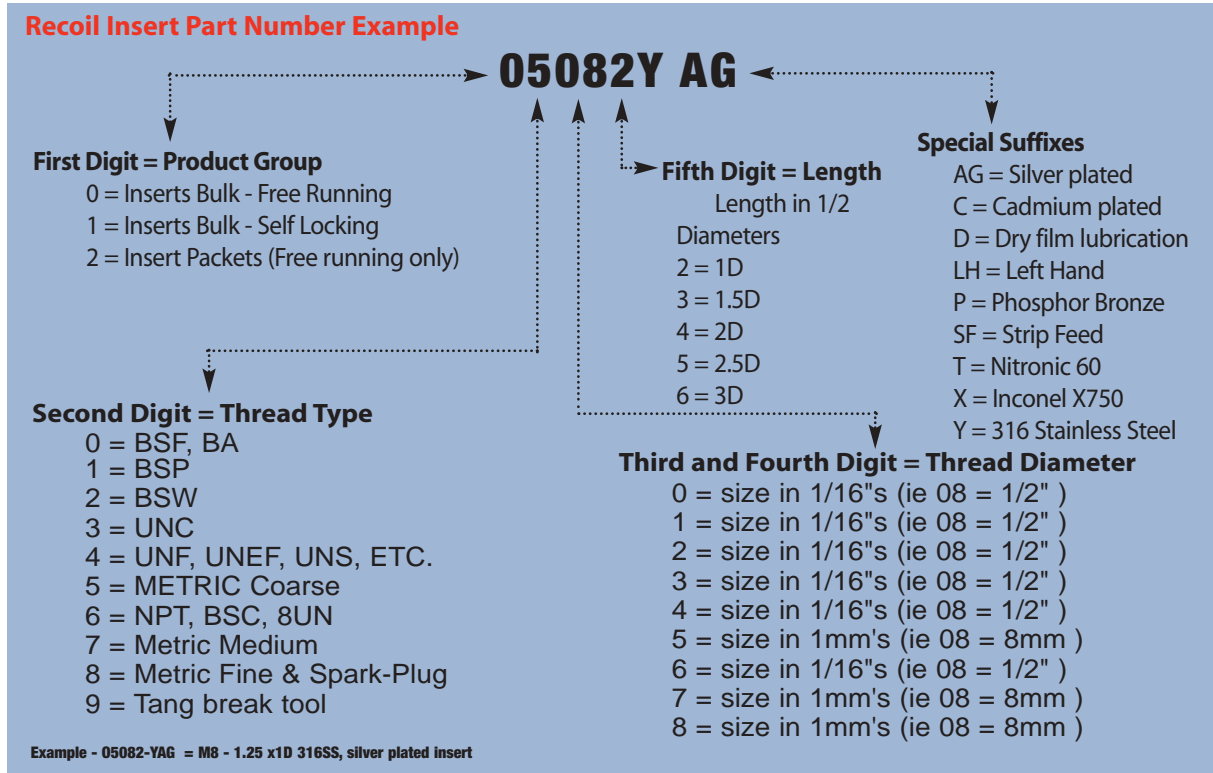 Recoil Insert Part Number Example
05082Y AG
First Digit = Product Group
0 = Inserts Bulk - Free Running
1 = Inserts Bulk - Self Locking
2 = Insert Packets (Free running only)
Fifth Digit = Length
Length in 1/2
Diameters
2 = 1D
3 = 1.5D
4 = 2D
5 = 2.5D
6 = 3D
Special Suffixes
AG = Silver plated
C = Cadmium plated
D = Dry film lubrication
LH = Left Hand
P = Phosphor Bronze
SF = Strip Feed
T = Nitronic 60
X = Inconel X750
Y = 316 Stainless Steel
Second Digit = Thread Type
0 = BSF, BA
1 = BSP
2 = BSW
3 = UNC
4 = UNF, UNEF, UNS, ETC.
5 = METRIC Coarse
6 = NPT, BSC, 8UN
7 = Metric Medium
8 = Metric Fine & Spark-Plug
9 = Tang break tool
Third and Fourth Digit = Thread Diameter
0 = size in 1/16"s (ie 08 = 1/2" )
1 = size in 1/16"s (ie 08 = 1/2" )
2 = size in 1/16"s (ie 08 = 1/2" )
3 = size in 1/16"s (ie 08 = 1/2" )
4 = size in 1/16"s (ie 08 = 1/2" )
5 = size in 1mm's (ie 08 = 8mm )
6 = size in 1/16"s (ie 08 = 1/2" )
7 = size in 1mm's (ie 08 = 8mm )
8 = size in 1mm's (ie 08 = 8mm )
Example - 05082-YAG = M8 - 1.25 x1D 316SS, silver plated insert